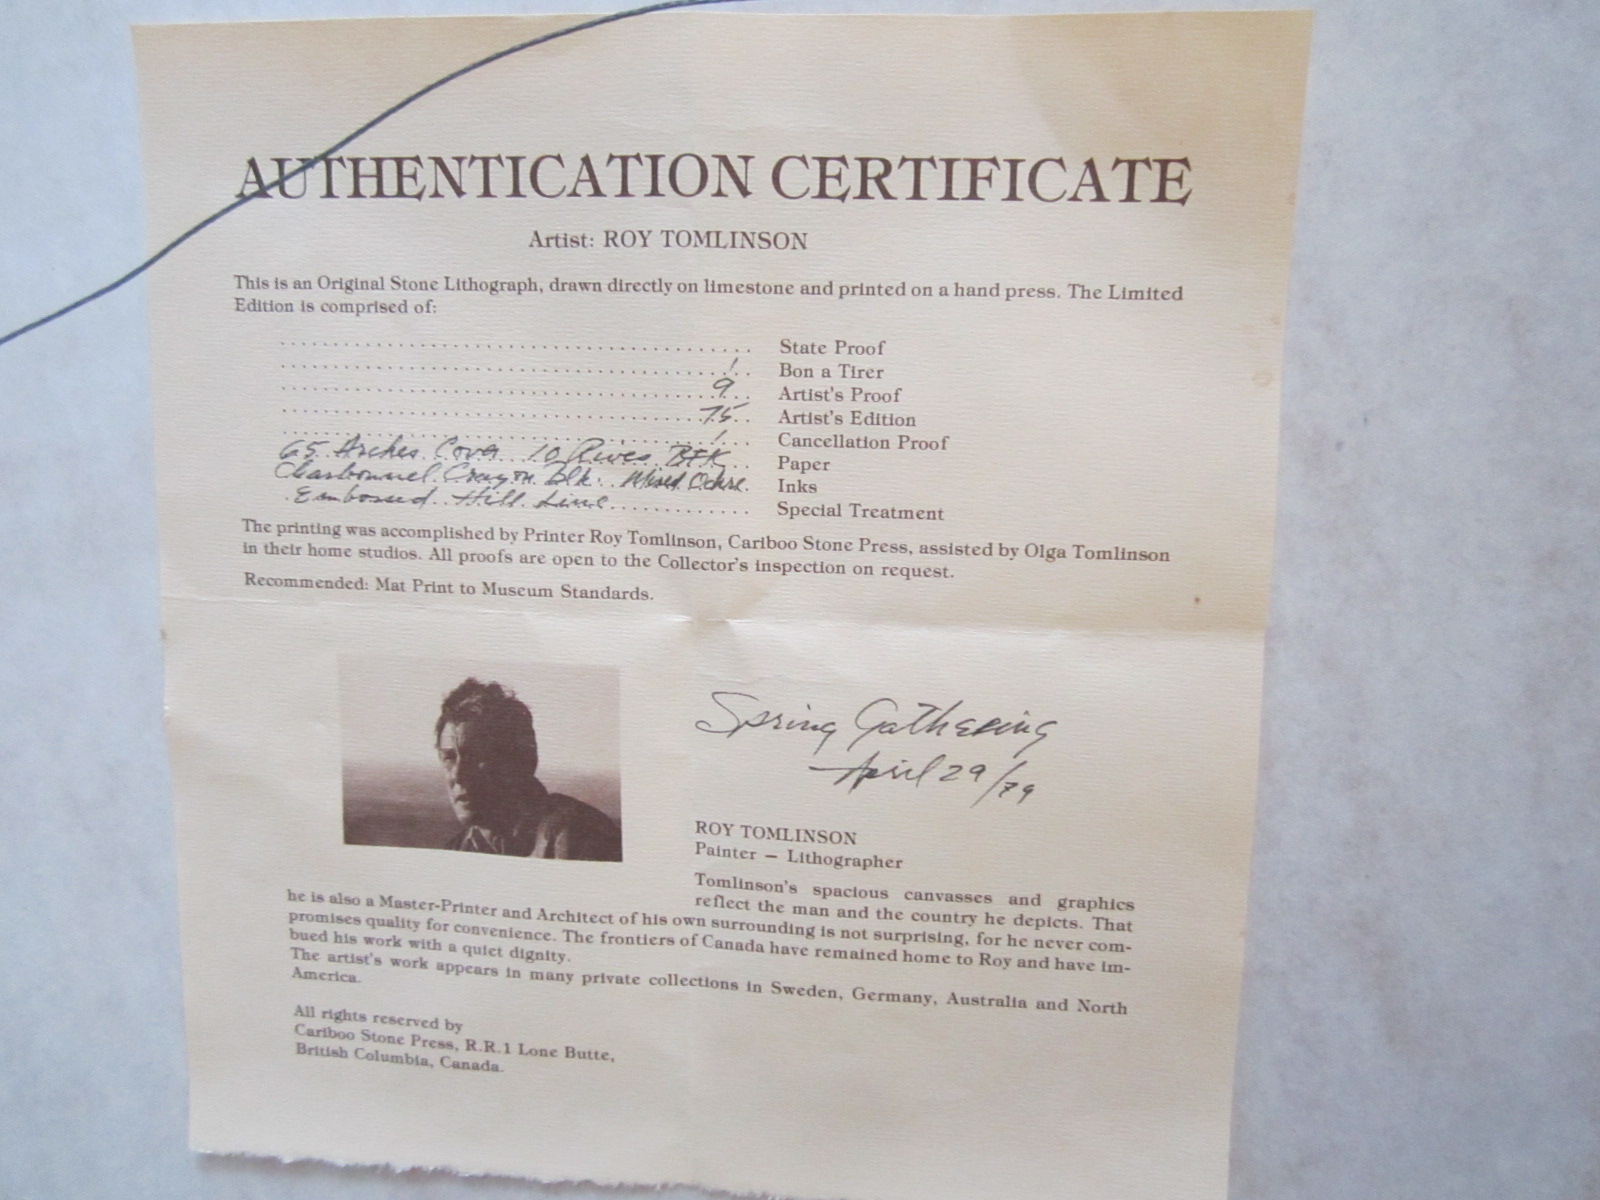 AUTHENTICATION CERTIFICATE
Artist: ROY TOMLINSON
This is an Original Stone Lithograph, drawn directly on limestone and printed on a hand press. The Limited
Edition is comprised of:
State Proof
1 Bon a Tirer
9 Artist's Proof
75 Artist's Edition
1 Cancellation Proof
65 Arches Cover 10 Rives BFK Paper
Charbonnel Crayon Blk. Mixed Ochre Inks
Embossed Hill Line Special Treatment
The printing was accomplished by Printer Roy Tomlinson, Cariboo Stone Press, assisted by Olga Tomlinson
in their home studios. All proofs are open to the Collector's inspection on request.
Recommended: Mat Print to Museum Standards.
Spring Gathering
April 29/79
ROY TOMLINSON
Painter – Lithographer
Tomlinson's spacious canvasses and graphics
reflect the man and the country he depicts. That
he is also a Master-Printer and Architect of his own surrounding is not surprising, for he never com-
promises quality for convenience. The frontiers of Canada have remained home to Roy and have im-
bued his work with a quiet dignity.
The artist's work appears in many private collections in Sweden, Germany, Australia and North
America.
All rights reserved by
Cariboo Stone Press, R.R.1 Lone Butte,
British Columbia, Canada.